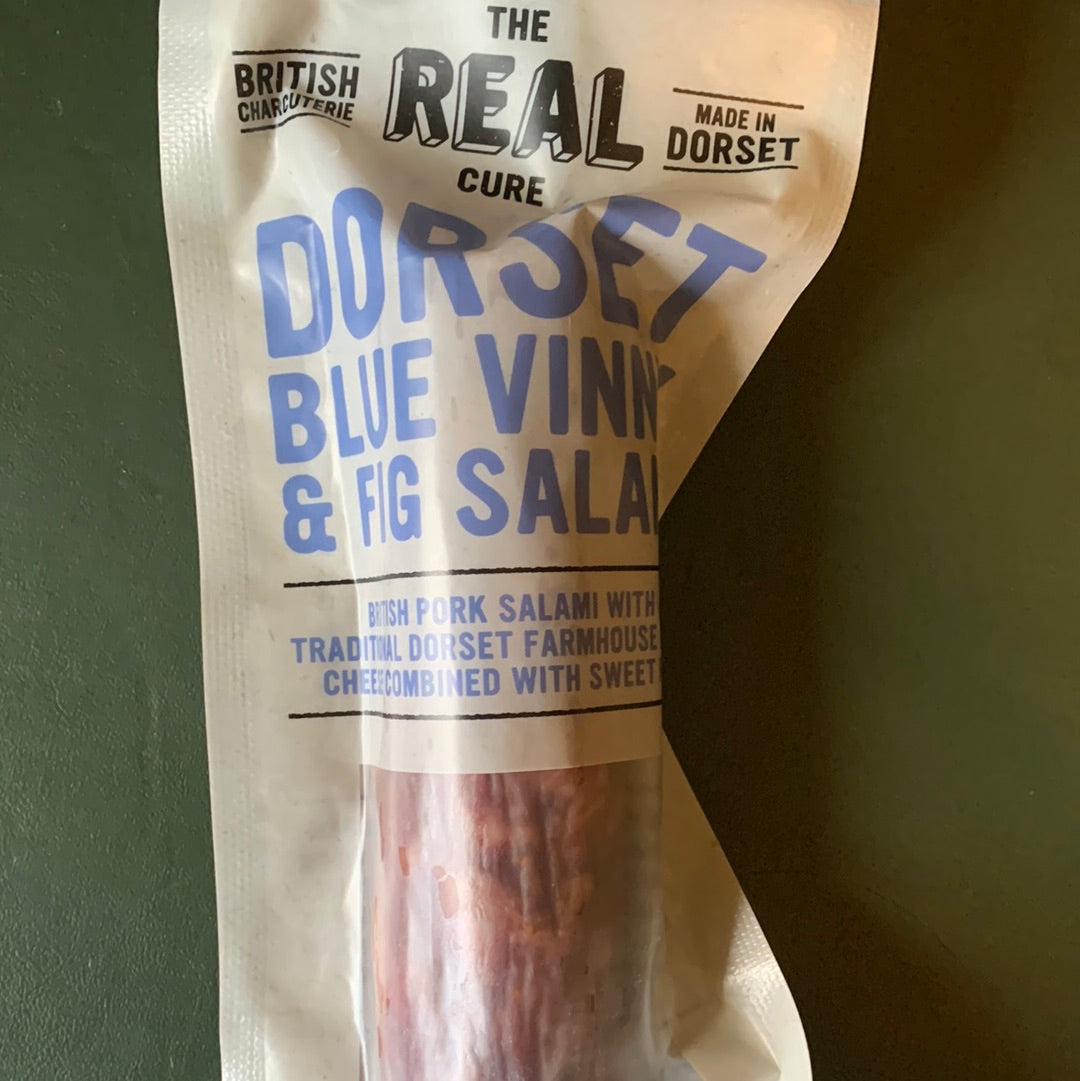 THE
REAL
CURE
BRITISH
CHARCUTERIE
MADE IN
DORSET
DORSET
BLUE VINN
& FIG SALA
BRITISH PORK SALAMI WITH
TRADITIONAL DORSET FARMHOUSE
CHEESE COMBINED WITH SWEET